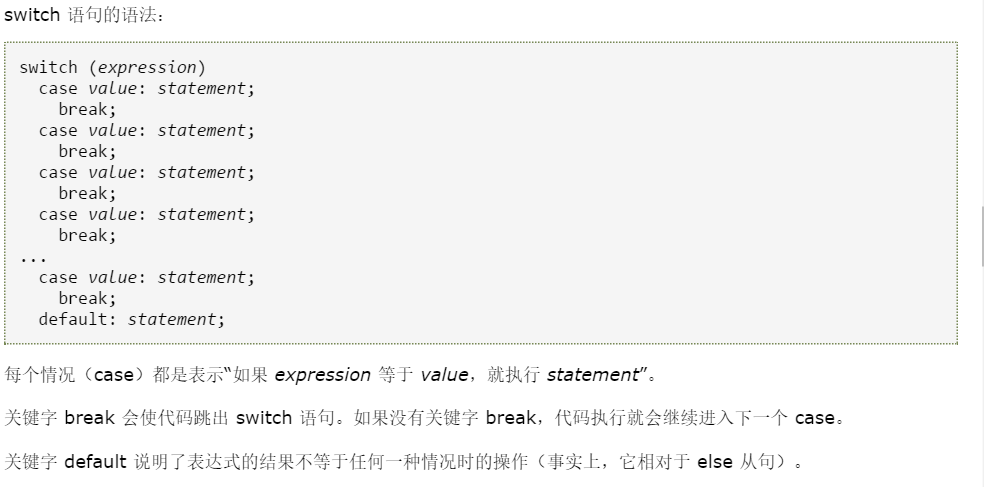 switch 语句的语法：
switch (expression)
case value: statement;
break;
case value: statement;
break;
case value: statement;
break;
case value: statement;
break;
...
case value: statement;
break;
default: statement;
每个情况（case）都是表示“如果 expression 等于 value，就执行 statement”。
关键字 break 会使代码跳出 switch 语句。如果没有关键字 break，代码执行就会继续进入下一个 case。
关键字 default 说明了表达式的结果不等于任何一种情况时的操作（事实上，它相对于 else 从句）。